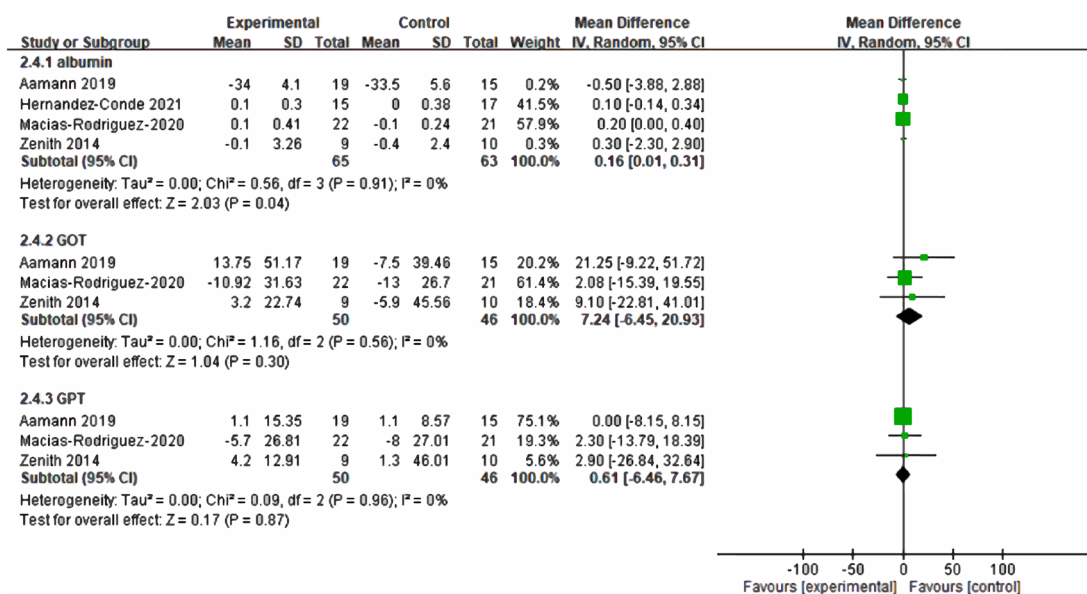 Experimental Control Mean Difference Mean Difference
Study or Subgroup Mean SD Total Mean SD Total Weight IV, Random, 95% CI IV, Random, 95% CI
2.4.1 albumin
Aamann 2019 -34 4.1 19 -33.5 5.6 15 0.2% -0.50 [-3.88, 2.88]
Hernandez-Conde 2021 0.1 0.3 15 0 0.38 17 41.5% 0.10 [-0.14, 0.34]
Macias-Rodriguez-2020 0.1 0.41 22 -0.1 0.24 21 57.9% 0.20 [0.00, 0.40]
Zenith 2014 -0.1 3.26 9 -0.4 2.4 10 0.3% 0.30 [-2.30, 2.90]
Subtotal (95% CI) 65 63 100.0% 0.16 [0.01, 0.31]
Heterogeneity: Tau² = 0.00; Chi² = 0.56, df = 3 (P = 0.91); I² = 0%
Test for overall effect: Z = 2.03 (P = 0.04)
2.4.2 GOT
Aamann 2019 13.75 51.17 19 -7.5 39.46 15 20.2% 21.25 [-9.22, 51.72]
Macias-Rodriguez-2020 -10.92 31.63 22 -13 26.7 21 61.4% 2.08 [-15.39, 19.55]
Zenith 2014 3.2 22.74 9 -5.9 45.56 10 18.4% 9.10 [-22.81, 41.01]
Subtotal (95% CI) 50 46 100.0% 7.24 [-6.45, 20.93]
Heterogeneity: Tau² = 0.00; Chi² = 1.16, df = 2 (P = 0.56); I² = 0%
Test for overall effect: Z = 1.04 (P = 0.30)
2.4.3 GPT
Aamann 2019 1.1 15.35 19 1.1 8.57 15 75.1% 0.00 [-8.15, 8.15]
Macias-Rodriguez-2020 -5.7 26.81 22 -8 27.01 21 19.3% 2.30 [-13.79, 18.39]
Zenith 2014 4.2 12.91 9 1.3 46.01 10 5.6% 2.90 [-26.84, 32.64]
Subtotal (95% CI) 50 46 100.0% 0.61 [-6.46, 7.67]
Heterogeneity: Tau² = 0.00; Chi² = 0.09, df = 2 (P = 0.96); I² = 0%
Test for overall effect: Z = 0.17 (P = 0.87)
-100 -50 0 50 100
Favours [experimental] Favours [control]